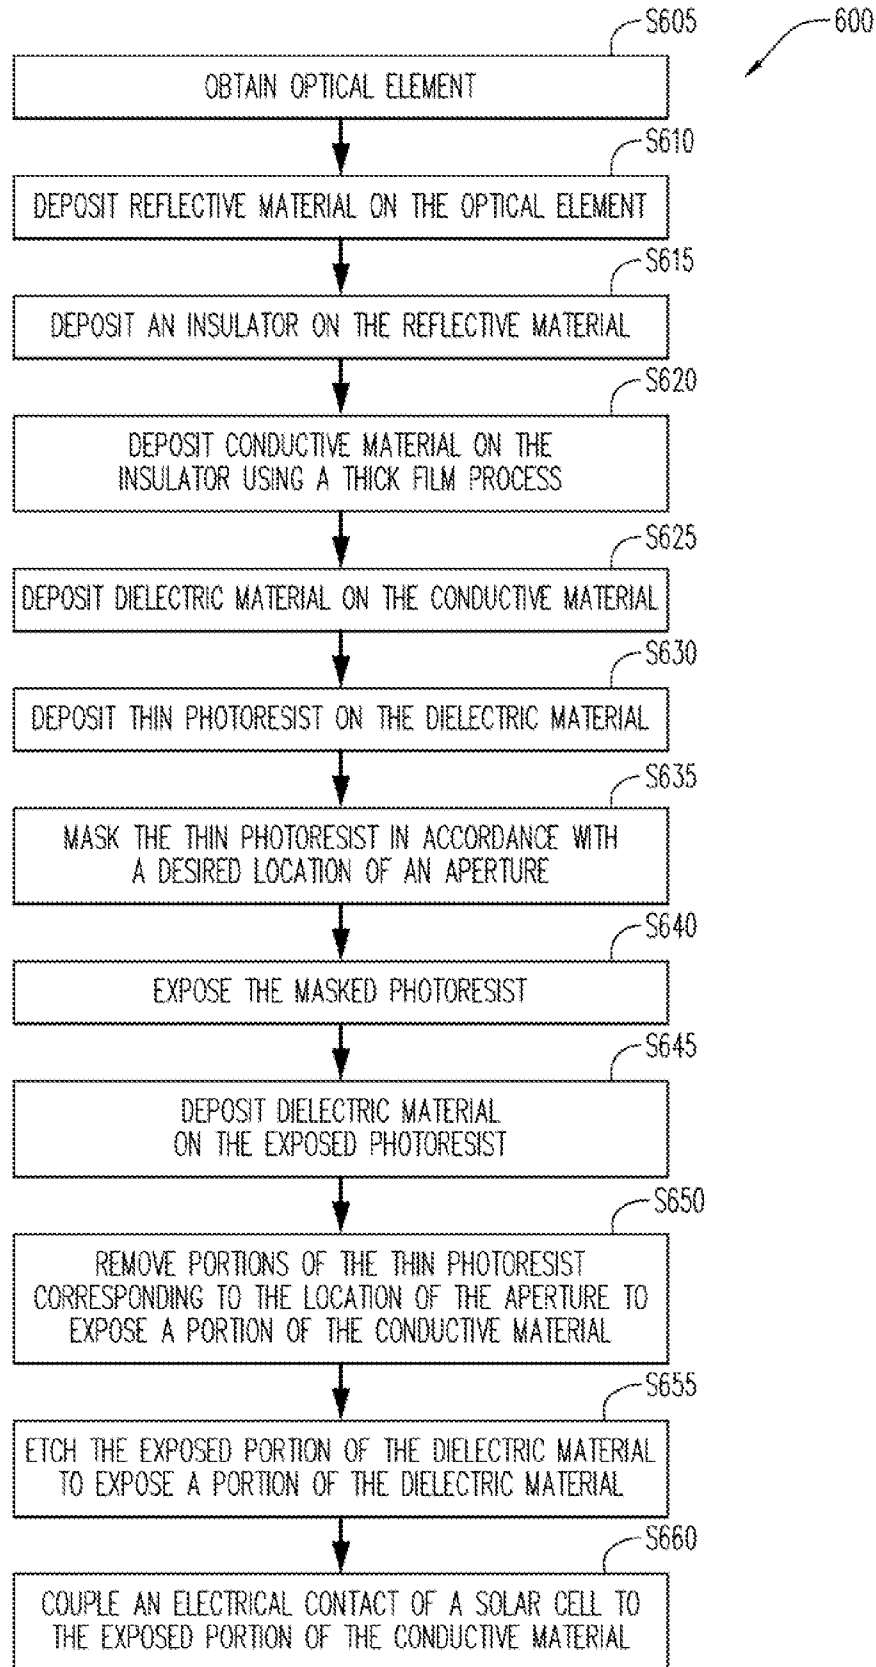 S605
600
OBTAIN OPTICAL ELEMENT
S610
DEPOSIT REFLECTIVE MATERIAL ON THE OPTICAL ELEMENT
S615
DEPOSIT AN INSULATOR ON THE REFLECTIVE MATERIAL
S620
DEPOSIT CONDUCTIVE MATERIAL ON THE
INSULATOR USING A THICK FILM PROCESS
S625
DEPOSIT DIELECTRIC MATERIAL ON THE CONDUCTIVE MATERIAL
S630
DEPOSIT THIN PHOTORESIST ON THE DIELECTRIC MATERIAL
S635
MASK THE THIN PHOTORESIST IN ACCORDANCE WITH
A DESIRED LOCATION OF AN APERTURE
S640
EXPOSE THE MASKED PHOTORESIST
S645
DEPOSIT DIELECTRIC MATERIAL
ON THE EXPOSED PHOTORESIST
S650
REMOVE PORTIONS OF THE THIN PHOTORESIST
CORRESPONDING TO THE LOCATION OF THE APERTURE TO
EXPOSE A PORTION OF THE CONDUCTIVE MATERIAL
S655
ETCH THE EXPOSED PORTION OF THE DIELECTRIC MATERIAL
TO EXPOSE A PORTION OF THE DIELECTRIC MATERIAL
S660
COUPLE AN ELECTRICAL CONTACT OF A SOLAR CELL TO
THE EXPOSED PORTION OF THE CONDUCTIVE MATERIAL